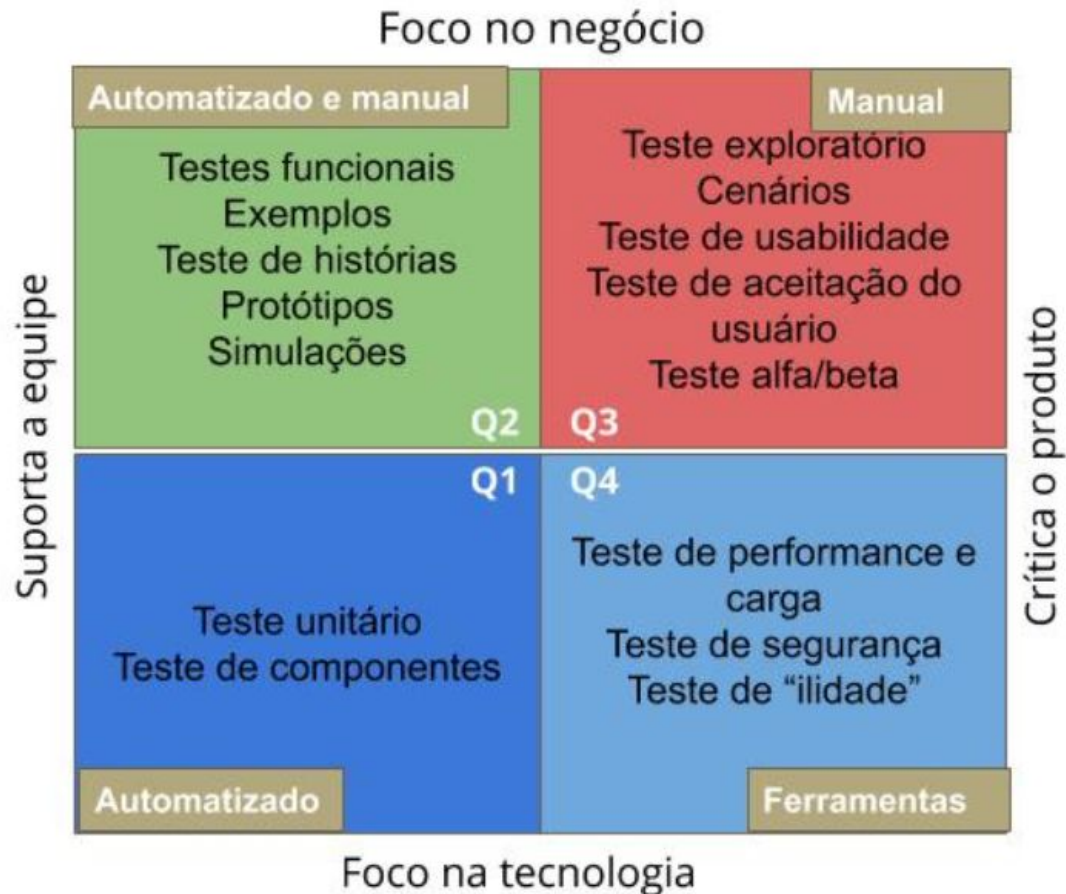 Foco no negócio
Automatizado e manual
Testes funcionais
Exemplos
Teste de histórias
Protótipos
Simulações
Q2
Manual
Teste exploratório
Cenários
Teste de usabilidade
Teste de aceitação do
usuário
Teste alfa/beta
Q3
Suporta a equipe
Crítica o produto
Q1
Teste unitário
Teste de componentes
Automatizado
Q4
Teste de performance e
carga
Teste de segurança
Teste de “ilidade”
Ferramentas
Foco na tecnologia